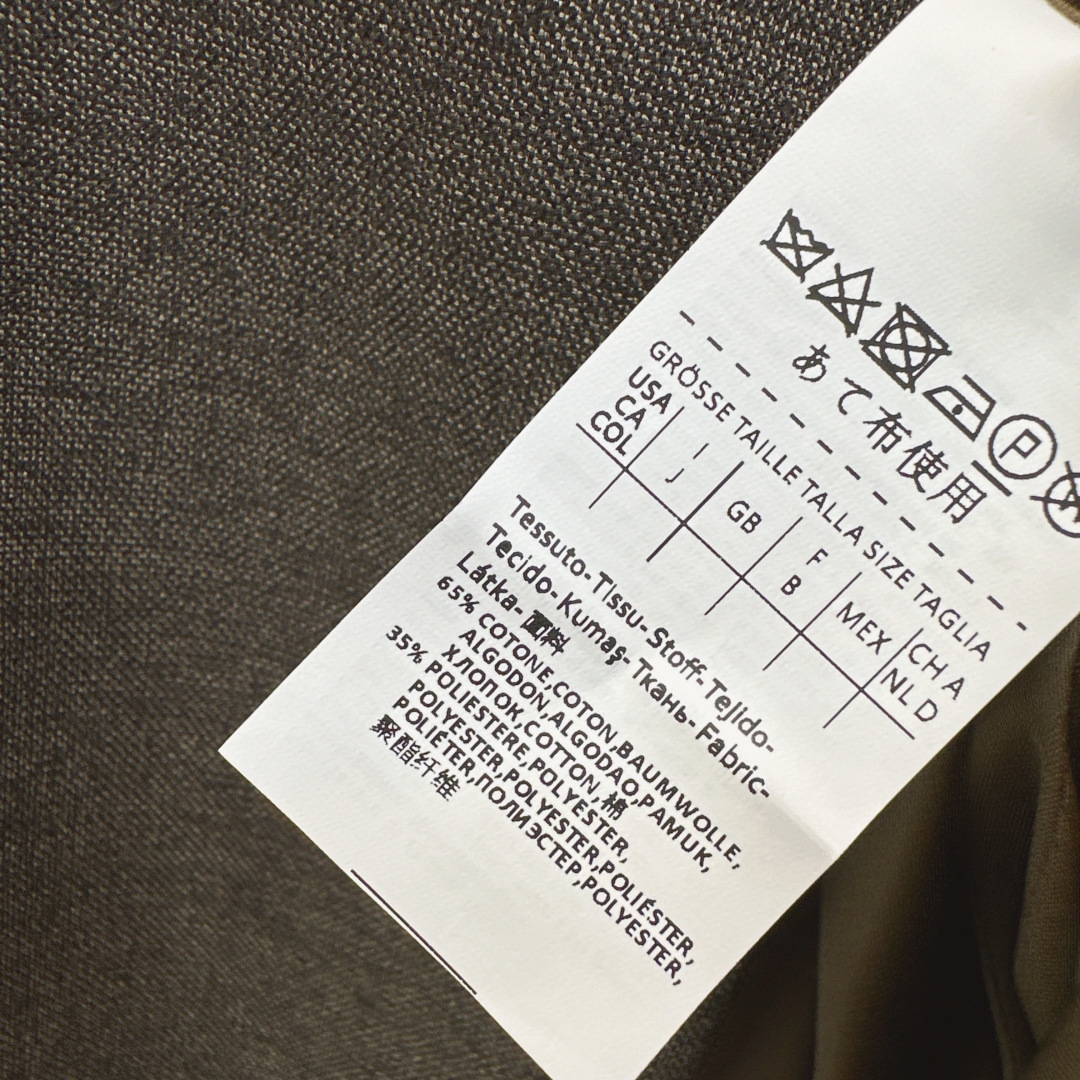 P
あて布使用
GRÖSSE TAILLE TALLA SIZE TAGLIA
USA
CA
COL
I
J
GB
F
B
MEX
CH A
NL D
Tessuto-Tissu-Stoff-Tejido-
Tecido-Kumaş-Ткань-Fabric-
Látka-面料
65% COTONE,COTON,BAUMWOLLE,
ALGODON,ALGODAO,PAMUK,
ХЛОПОК,COTTON,棉
35% POLIESTERE,POLYESTER,
POLYESTER,POLYESTER,POLIÉSTER,
POLIÉTER,ПОЛИЭСТЕР,POLYESTER,
聚酯纤维